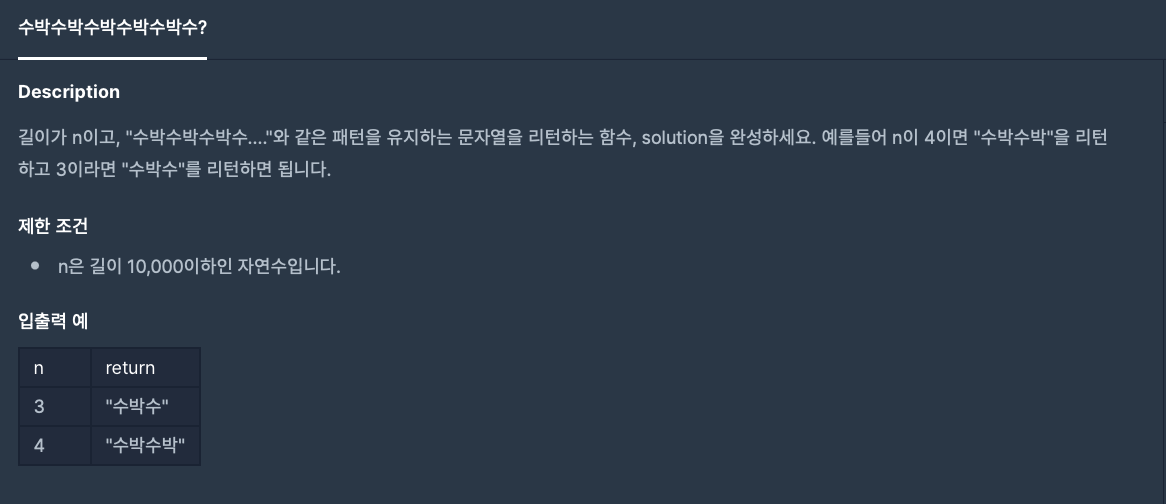 수박수박수박수박수박수?
Description
길이가 n이고, "수박수박수박수...."와 같은 패턴을 유지하는 문자열을 리턴하는 함수, solution을 완성하세요. 예를들어 n이 4이면 "수박수박"을 리턴
하고 3이라면 "수박수"를 리턴하면 됩니다.
제한 조건
• n은 길이 10,000이하인 자연수입니다.
입출력 예
n return
3 "수박수"
4 "수박수박"